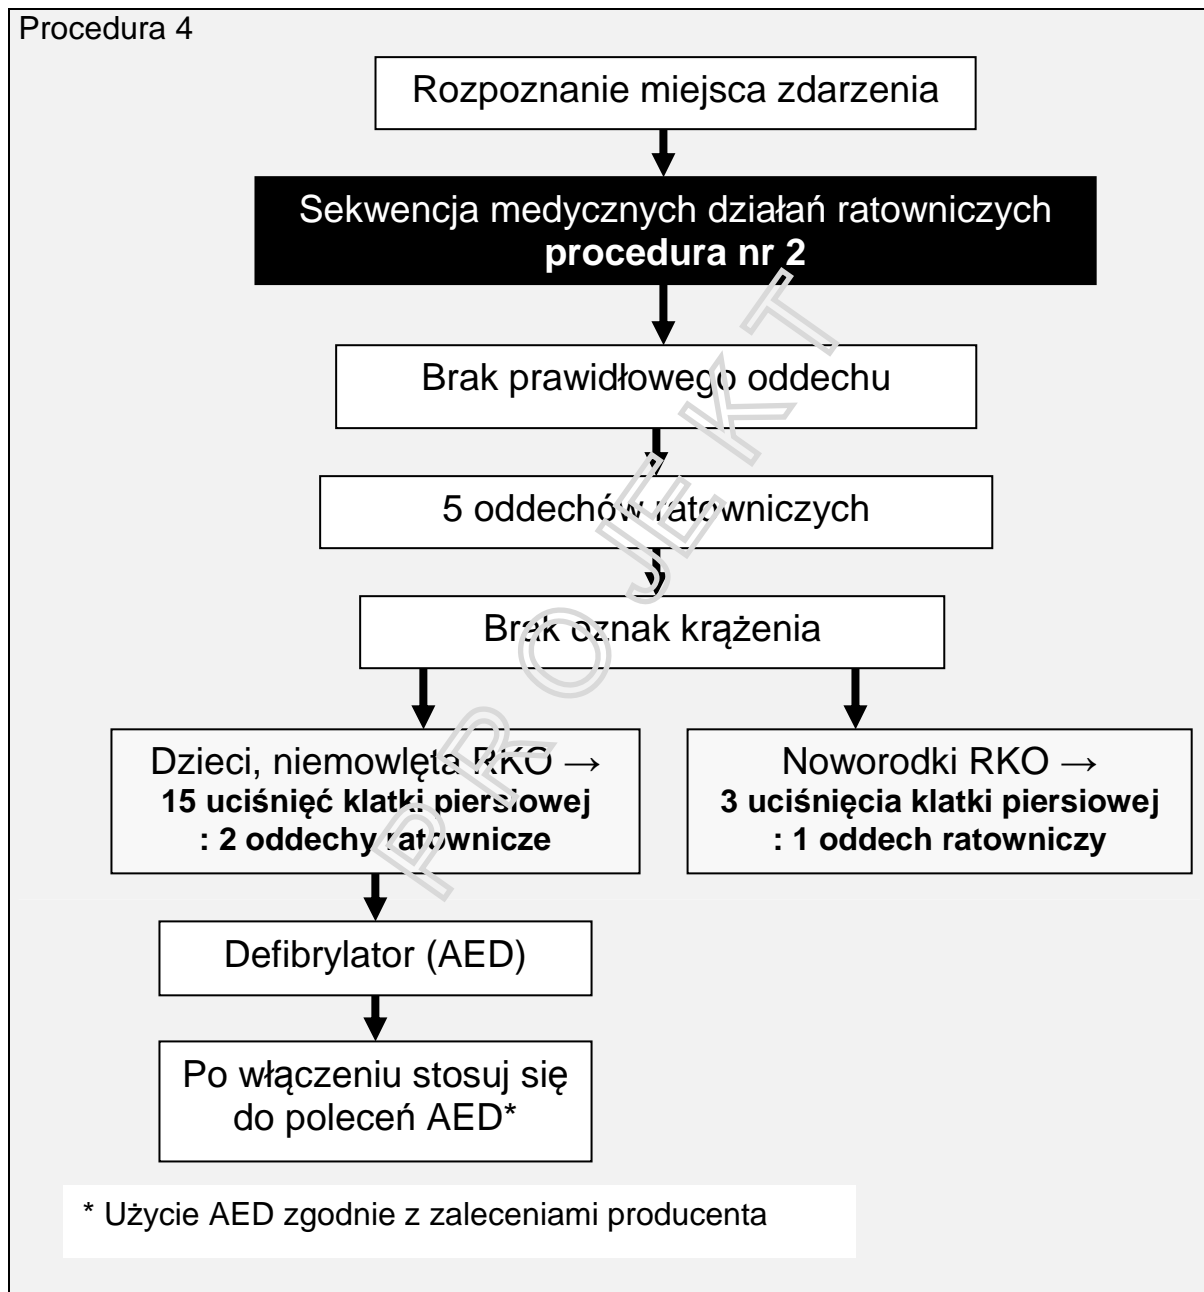 Procedura 4
Rozpoznanie miejsca zdarzenia
Sekwencja medycznych działań ratowniczych
procedura nr 2
Brak prawidłowego oddechu
5 oddechów ratowniczych
Brak oznak krążenia
Dzieci, niemowlęta RKO →
15 uciśnięć klatki piersiowej
: 2 oddechy ratownicze
Noworodki RKO →
3 uciśnięcia klatki piersiowej
: 1 oddech ratowniczy
Defibrylator (AED)
Po włączeniu stosuj się
do poleceń AED*
* Użycie AED zgodnie z zaleceniami producenta
PROJEKT